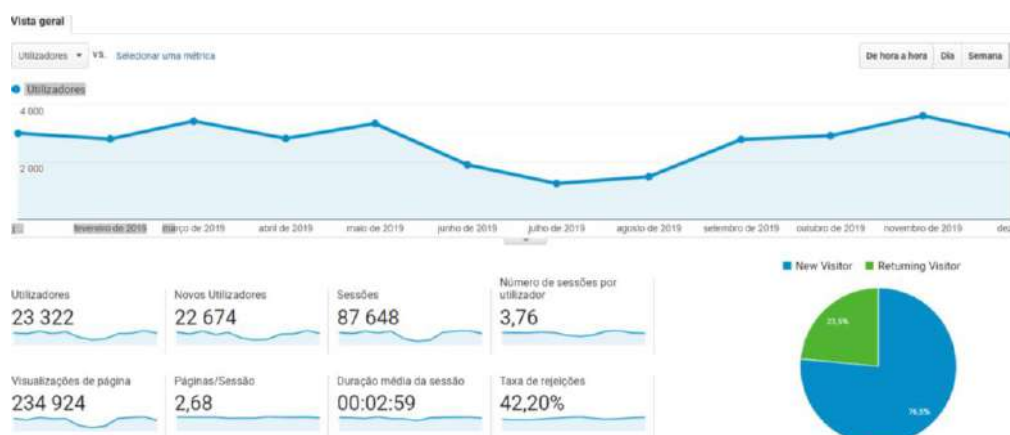 Vista geral
Utilizadores vs. Selecionar uma métrica
De hora a hora Dia Semana
Utilizadores
4 000
2 000
j... fevereiro de 2019 março de 2019 abril de 2019 maio de 2019 junho de 2019 julho de 2019 agosto de 2019 setembro de 2019 outubro de 2019 novembro de 2019 dez
New Visitor Returning Visitor
Utilizadores
23 322
Novos Utilizadores
22 674
Sessões
87 648
Número de sessões por
utilizador
3,76
23,5%
76,5%
Visualizações de página
234 924
Páginas/Sessão
2,68
Duração média da sessão
00:02:59
Taxa de rejeições
42,20%